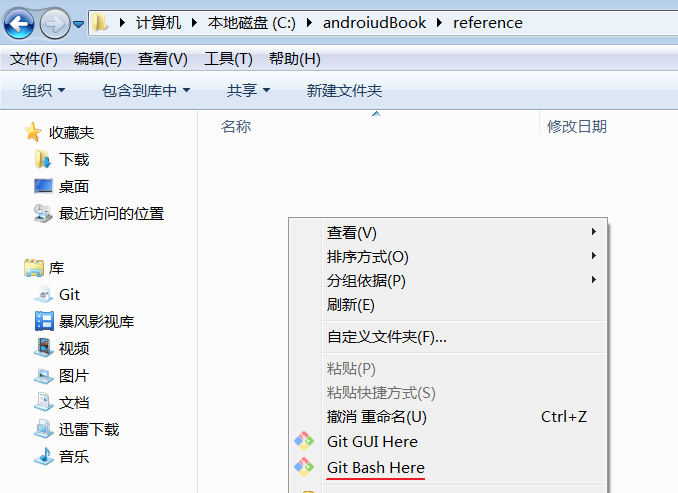 计算机 本地磁盘 (C:) androiudBook reference
文件(F) 编辑(E) 查看(V) 工具(T) 帮助(H)
组织 包含到库中 共享 新建文件夹
收藏夹
下载
桌面
最近访问的位置
库
Git
暴风影视库
视频
图片
文档
迅雷下载
音乐
名称 修改日期
查看(V)
排序方式(O)
分组依据(P)
刷新(E)
自定义文件夹(F)...
粘贴(P)
粘贴快捷方式(S)
撤消 重命名(U) Ctrl+Z
Git GUI Here
Git Bash Here